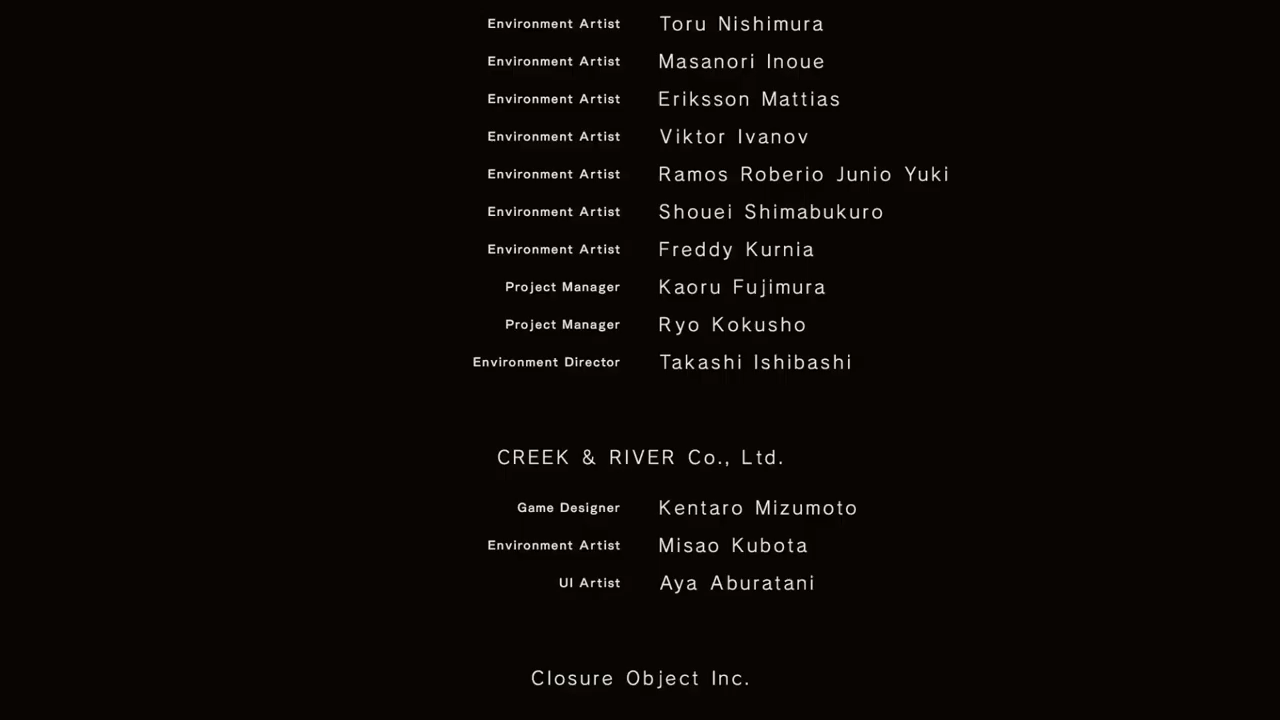 Environment Artist Toru Nishimura
Environment Artist Masanori Inoue
Environment Artist Eriksson Mattias
Environment Artist Viktor Ivanov
Environment Artist Ramos Roberio Junio Yuki
Environment Artist Shouei Shimabukuro
Environment Artist Freddy Kurnia
Project Manager Kaoru Fujimura
Project Manager Ryo Kokusho
Environment Director Takashi Ishibashi
CREEK & RIVER Co., Ltd.
Game Designer Kentaro Mizumoto
Environment Artist Misao Kubota
UI Artist Aya Aburatani
Closure Object Inc.